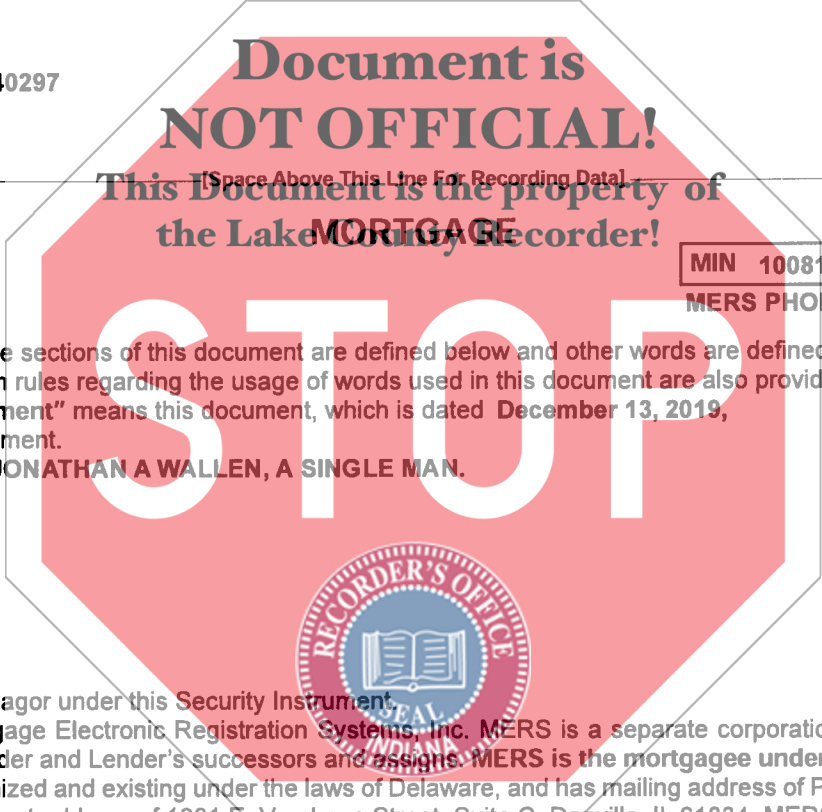 Document is
40297
NOT OFFICIAL!
[Space Above This Line For Recording Data]
This Document is the property of
MORTGAGE
the Lake County Recorder!
MIN 10081
MERS PHO
e sections of this document are defined below and other words are defined
rules regarding the usage of words used in this document are also provid
ment" means this document, which is dated December 13, 2019,
ment.
JONATHAN A WALLEN, A SINGLE MAN.
STOP
RECORDER'S OFFICE
SEAL
INDIANA
agor under this Security Instrument.
gage Electronic Registration Systems, Inc. MERS is a separate corporatio
der and Lender's successors and assigns. MERS is the mortgagee under
ized and existing under the laws of Delaware, and has mailing address of P